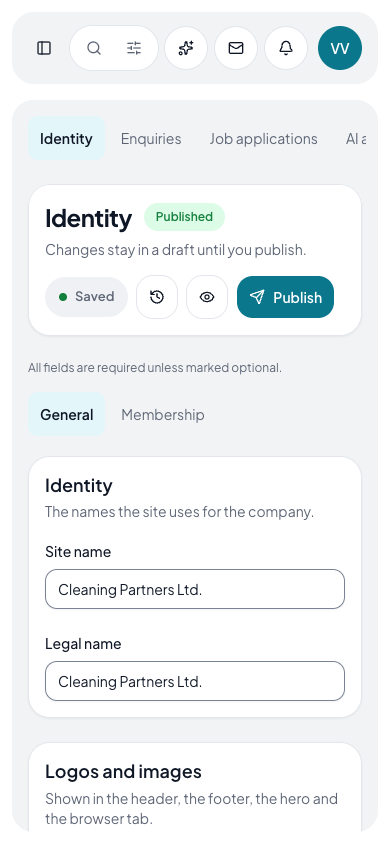 VV
Identity Enquiries Job applications AI a
Identity Published
Changes stay in a draft until you publish.
Saved Publish
All fields are required unless marked optional.
General Membership
Identity
The names the site uses for the company.
Site name
Cleaning Partners Ltd.
Legal name
Cleaning Partners Ltd.
Logos and images
Shown in the header, the footer, the hero and
the browser tab.